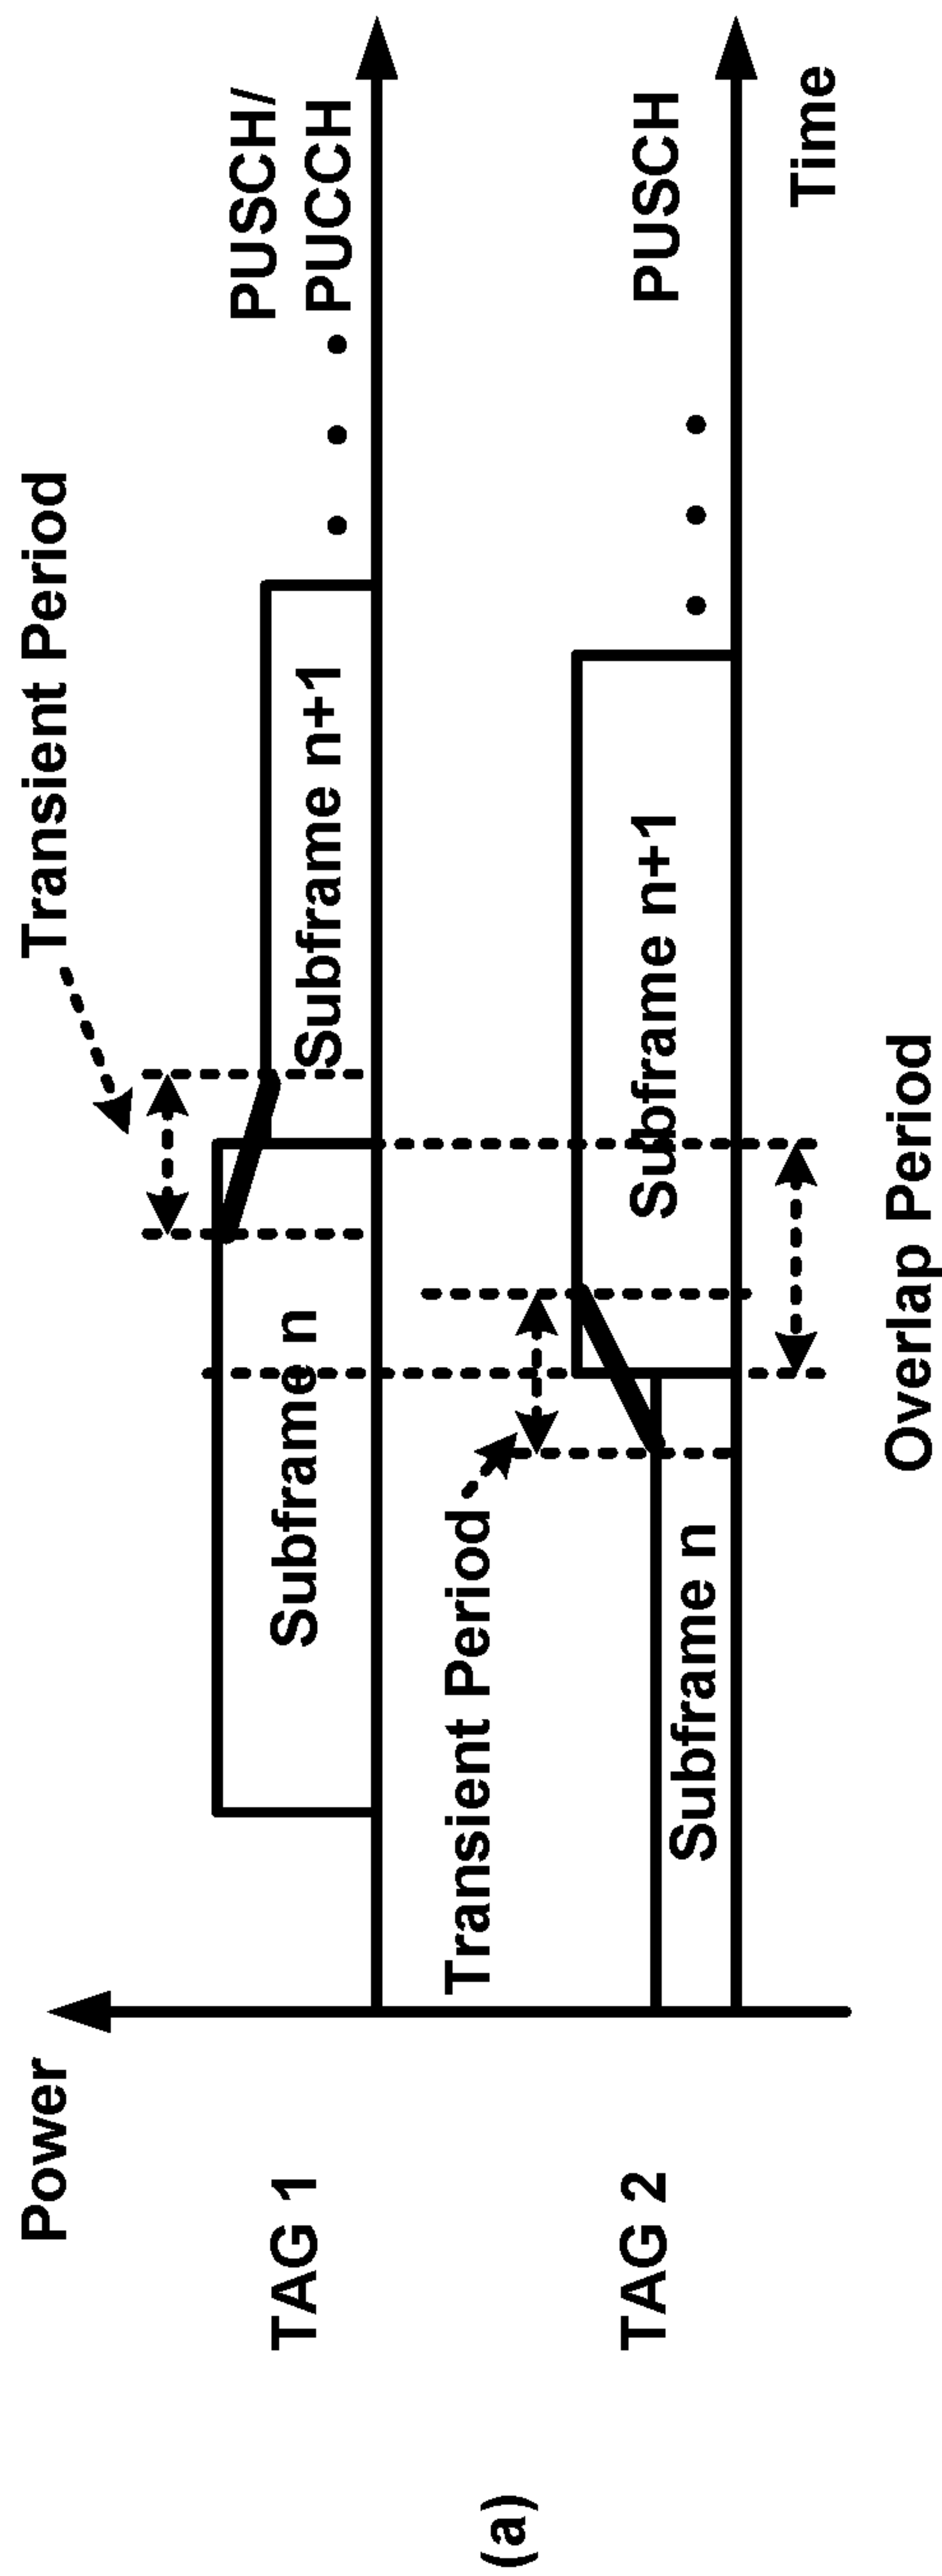 Power
Transient Period
TAG 1
Subframe n
Subframe n+1
PUSCH/
PUCCH
Transient Period
TAG 2
Subframe n
Subframe n+1
PUSCH
Time
Overlap Period
(a)